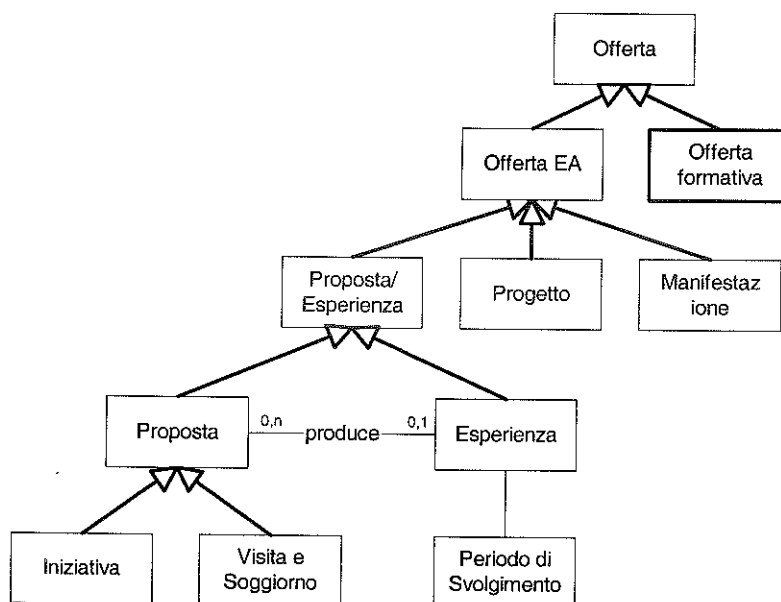 Offerta
Offerta EA
Offerta
formativa
Proposta/
Esperienza
Progetto
Manifestaz
ione
Proposta
0,n
produce
0,1
Esperienza
Iniziativa
Visita e
Soggiorno
Periodo di
Svolgimento